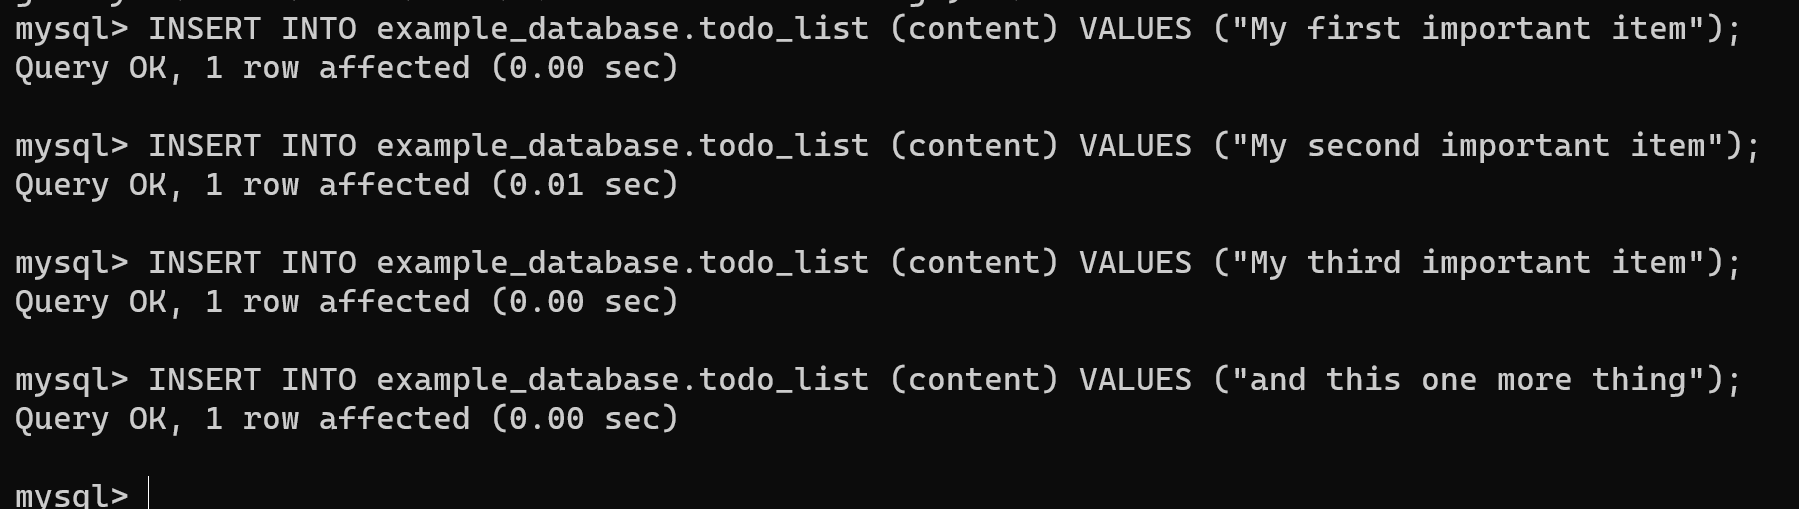 mysql> INSERT INTO example_database.todo_list (content) VALUES ("My first important item");
Query OK, 1 row affected (0.00 sec)
mysql> INSERT INTO example_database.todo_list (content) VALUES ("My second important item");
Query OK, 1 row affected (0.01 sec)
mysql> INSERT INTO example_database.todo_list (content) VALUES ("My third important item");
Query OK, 1 row affected (0.00 sec)
mysql> INSERT INTO example_database.todo_list (content) VALUES ("and this one more thing");
Query OK, 1 row affected (0.00 sec)
mysql>